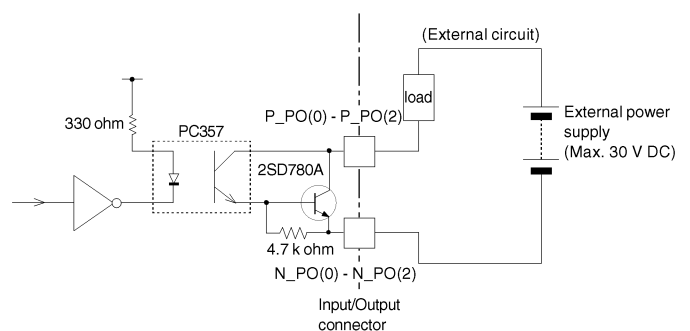 (External circuit)
load
P_PO(0) - P_PO(2)
330 ohm
PC357
External power
supply
(Max. 30 V DC)
2SD780A
4.7 k ohm
N_PO(0) - N_PO(2)
Input/Output
connector